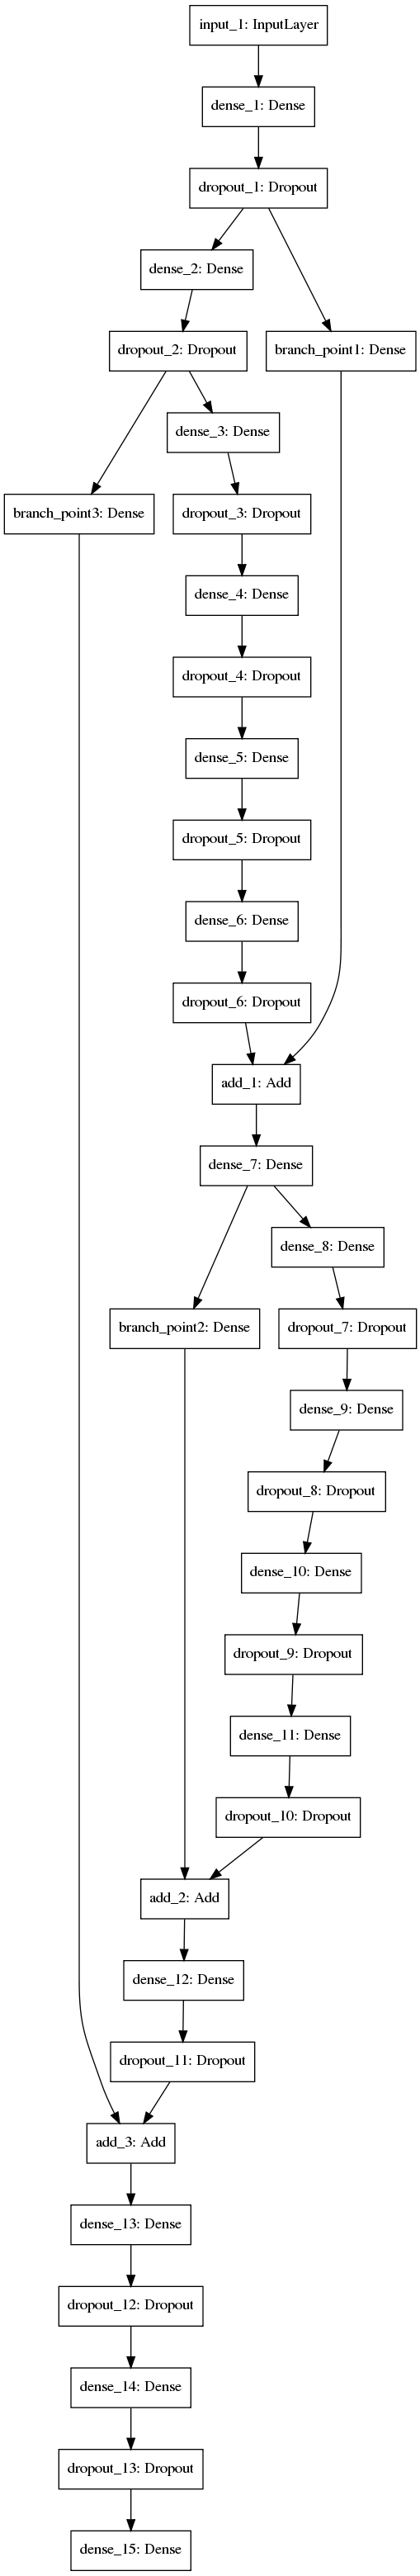 input_1: InputLayer
dense_1: Dense
dropout_1: Dropout
dense_2: Dense
dropout_2: Dropout
branch_point1: Dense
dense_3: Dense
branch_point3: Dense
dropout_3: Dropout
dense_4: Dense
dropout_4: Dropout
dense_5: Dense
dropout_5: Dropout
dense_6: Dense
dropout_6: Dropout
add_1: Add
dense_7: Dense
dense_8: Dense
branch_point2: Dense
dropout_7: Dropout
dense_9: Dense
dropout_8: Dropout
dense_10: Dense
dropout_9: Dropout
dense_11: Dense
dropout_10: Dropout
add_2: Add
dense_12: Dense
dropout_11: Dropout
add_3: Add
dense_13: Dense
dropout_12: Dropout
dense_14: Dense
dropout_13: Dropout
dense_15: Dense